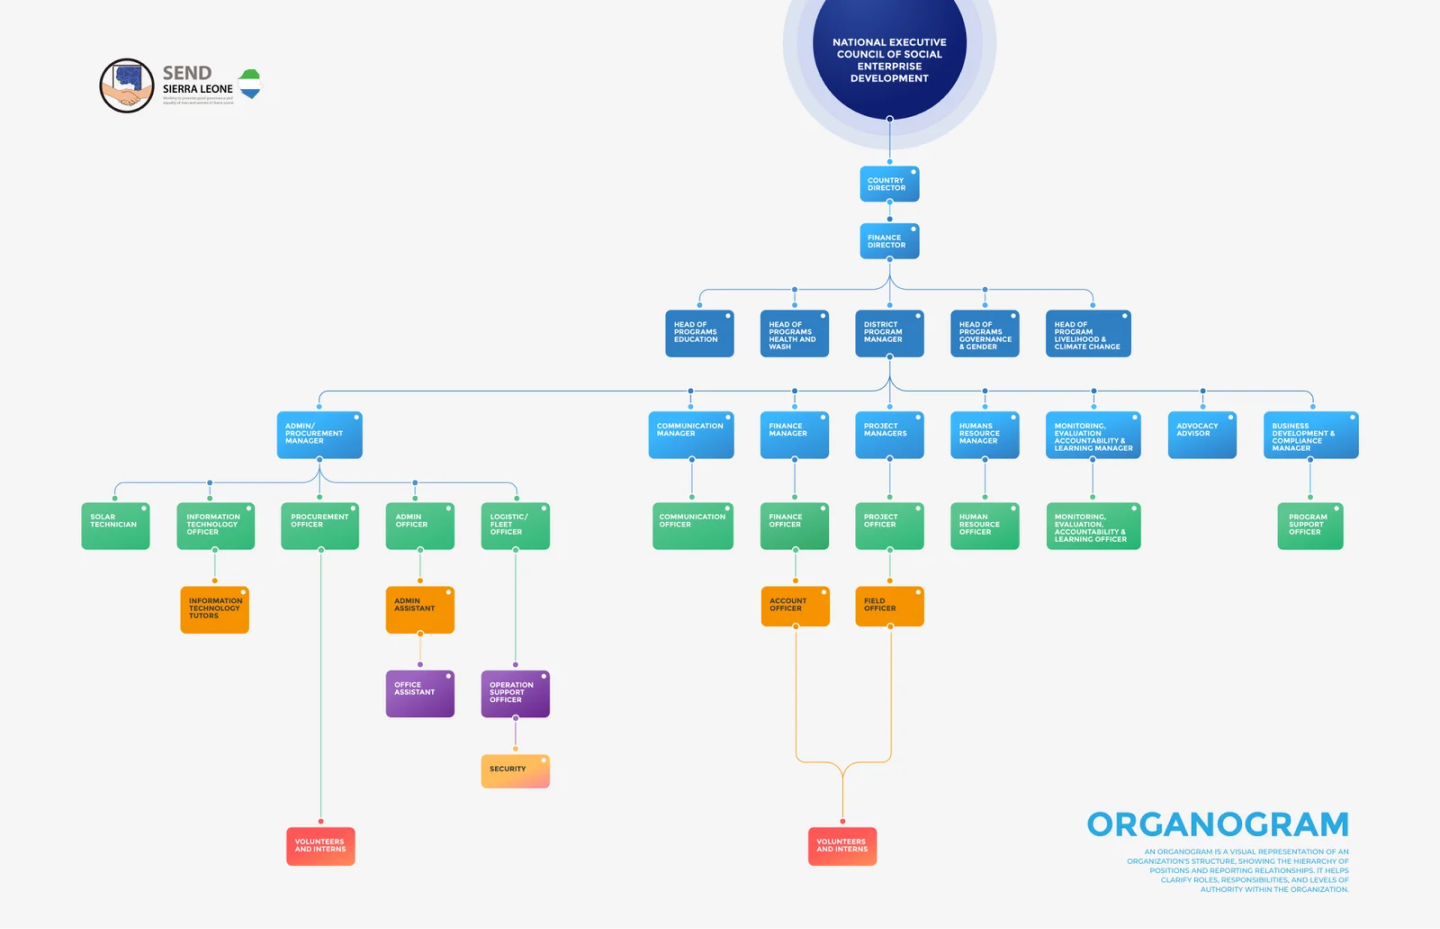 NATIONAL EXECUTIVE
COUNCIL OF SOCIAL
ENTERPRISE
DEVELOPMENT
SEND
SIERRA LEONE
COUNTRY
DIRECTOR
FINANCE
DIRECTOR
HEAD OF
PROGRAMS
EDUCATION
HEAD OF
PROGRAMS
HEALTH AND
WASH
DISTRICT
PROGRAM
MANAGER
HEAD OF
PROGRAMS
GOVERNANCE
& GENDER
HEAD OF
PROGRAM
LIVELIHOOD &
CLIMATE CHANGE
ADMIN/
PROCUREMENT
MANAGER
COMMUNICATION
MANAGER
FINANCE
MANAGER
PROJECT
MANAGERS
HUMANS
RESOURCE
MANAGER
MONITORING,
EVALUATION
ACCOUNTABILITY &
LEARNING MANAGER
ADVOCACY
ADVISOR
BUSINESS
DEVELOPMENT &
COMPLIANCE
MANAGER
SOLAR
TECHNICIAN
INFORMATION
TECHNOLOGY
OFFICER
PROCUREMENT
OFFICER
ADMIN
OFFICER
LOGISTIC/
FLEET
OFFICER
COMMUNICATION
OFFICER
FINANCE
OFFICER
PROJECT
OFFICER
HUMAN
RESOURCE
OFFICER
MONITORING,
EVALUATION,
ACCOUNTABILITY &
LEARNING OFFICER
PROGRAM
SUPPORT
OFFICER
INFORMATION
TECHNOLOGY
TUTORS
ADMIN
ASSISTANT
ACCOUNT
OFFICER
FIELD
OFFICER
OFFICE
ASSISTANT
OPERATION
SUPPORT
OFFICER
SECURITY
VOLUNTEERS
AND INTERNS
VOLUNTEERS
AND INTERNS
ORGANOGRAM
AN ORGANOGRAM IS A VISUAL REPRESENTATION OF AN
ORGANIZATION'S STRUCTURE, SHOWING THE HIERARCHY OF
POSITIONS AND REPORTING RELATIONSHIPS. IT HELPS
CLARIFY ROLES, RESPONSIBILITIES, AND LEVELS OF
AUTHORITY WITHIN THE ORGANIZATION.